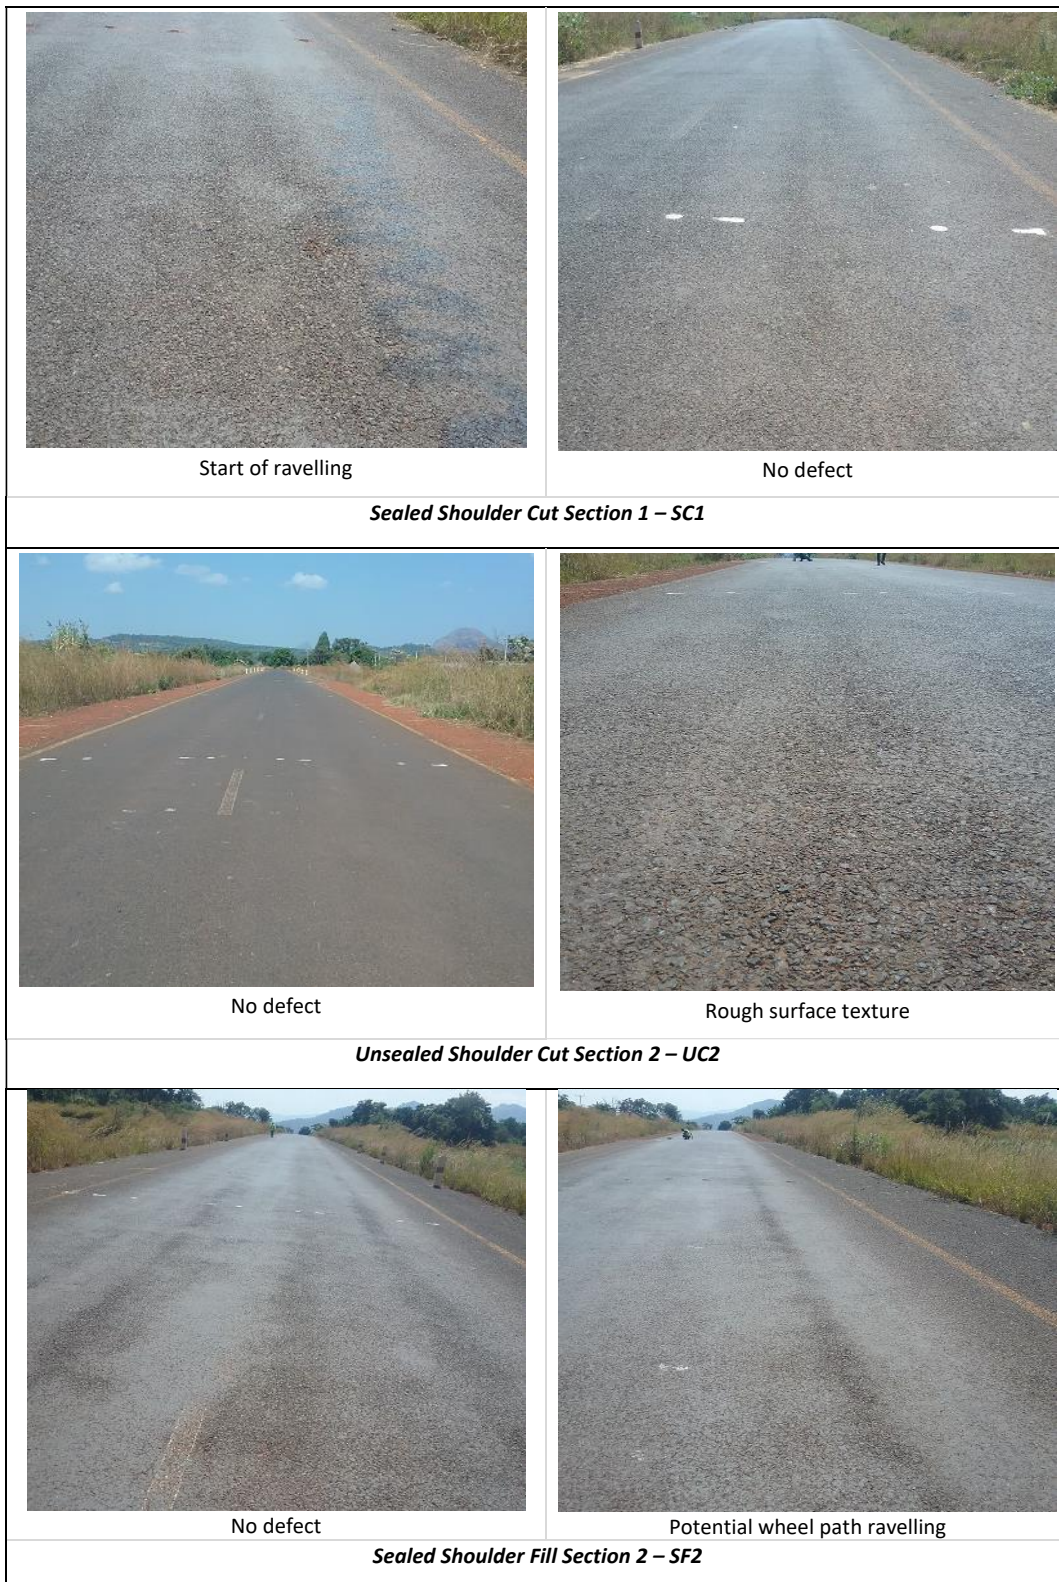 Start of ravelling
No defect
Sealed Shoulder Cut Section 1 – SC1
No defect
Rough surface texture
Unsealed Shoulder Cut Section 2 – UC2
No defect
Potential wheel path ravelling
Sealed Shoulder Fill Section 2 – SF2